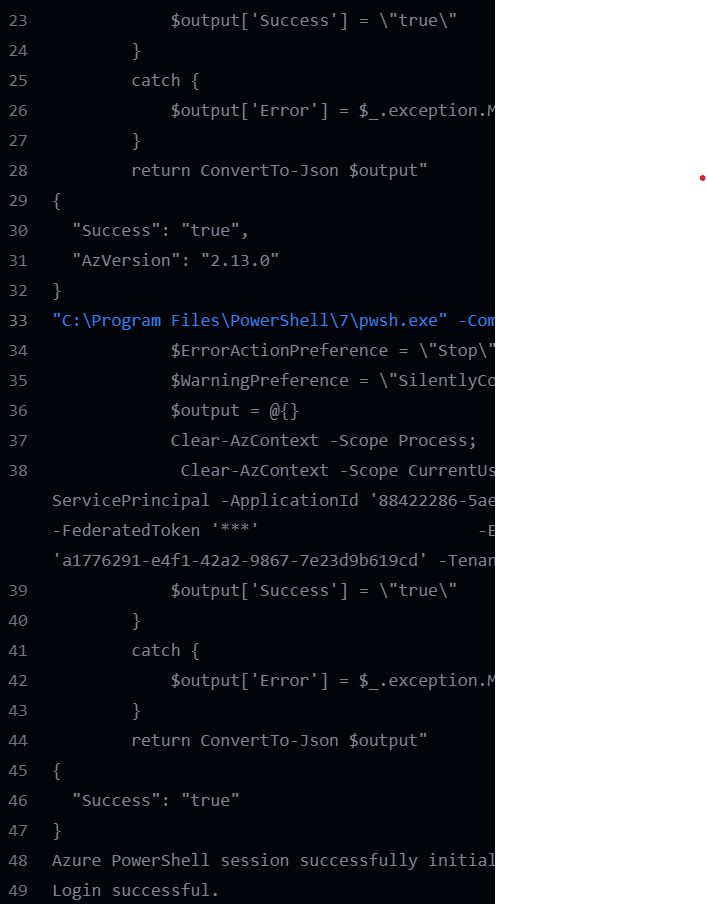 23 $output['Success'] = \"true\"
24 }
25 catch {
26 $output['Error'] = $_.exception.M
27 }
28 return ConvertTo-Json $output"
29 {
30 "Success": "true",
31 "AzVersion": "2.13.0"
32 }
33 "C:\Program Files\PowerShell\7\pwsh.exe" -Com
34 $ErrorActionPreference = \"Stop\"
35 $WarningPreference = \"SilentlyCo
36 $output = @{}
37 Clear-AzContext -Scope Process;
38 Clear-AzContext -Scope CurrentUs
ServicePrincipal -ApplicationId '88422286-5ae
-FederatedToken '***' -E
'a1776291-e4f1-42a2-9867-7e23d9b619cd' -Tenan
39 $output['Success'] = \"true\"
40 }
41 catch {
42 $output['Error'] = $_.exception.M
43 }
44 return ConvertTo-Json $output"
45 {
46 "Success": "true"
47 }
48 Azure PowerShell session successfully initial
49 Login successful.